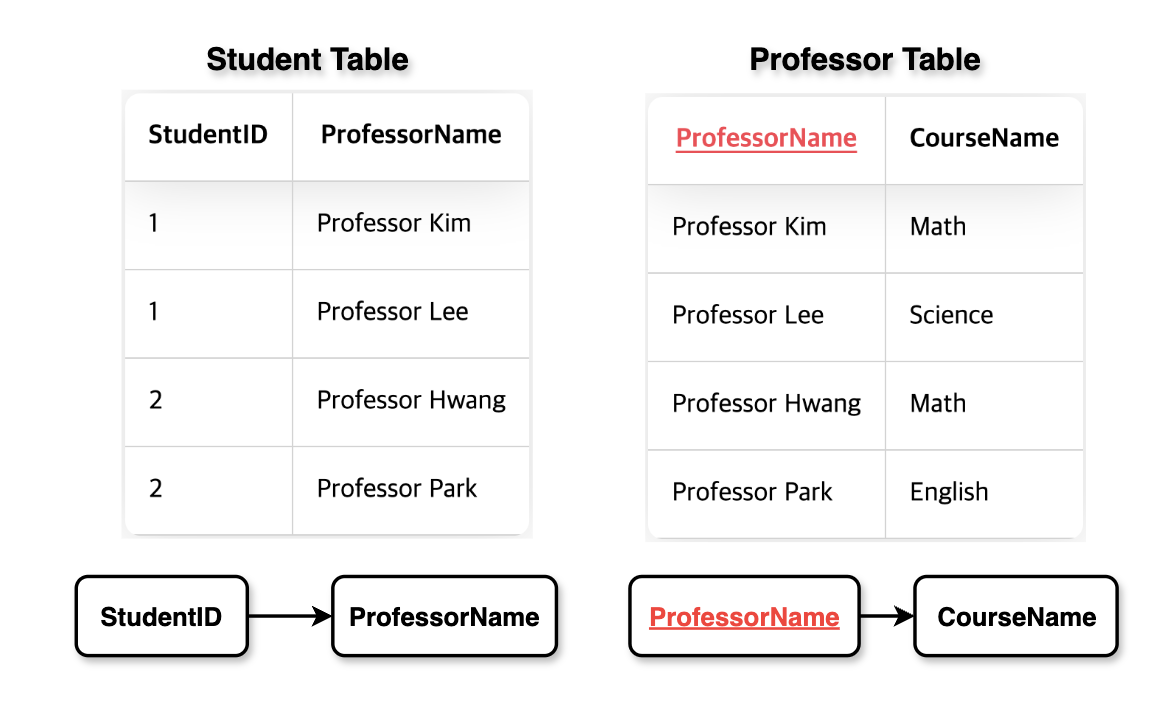 Student Table
StudentID ProfessorName
1 Professor Kim
1 Professor Lee
2 Professor Hwang
2 Professor Park
StudentID ProfessorName
Professor Table
ProfessorName CourseName
Professor Kim Math
Professor Lee Science
Professor Hwang Math
Professor Park English
ProfessorName CourseName